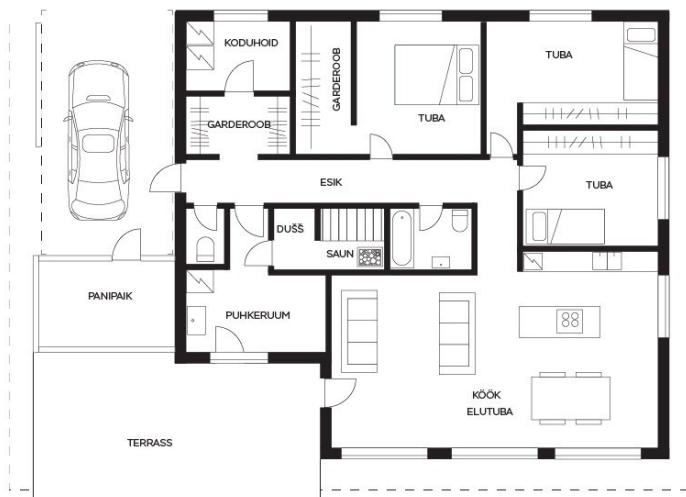 KODUHOID
GARDEROOB
TUBA
TUBA
GARDEROOB
TUBA
ESIK
DUŠŠ
SAUN
PANIPAIK
PUHKERUUM
KÖÖK
ELUTUBA
TERRASS